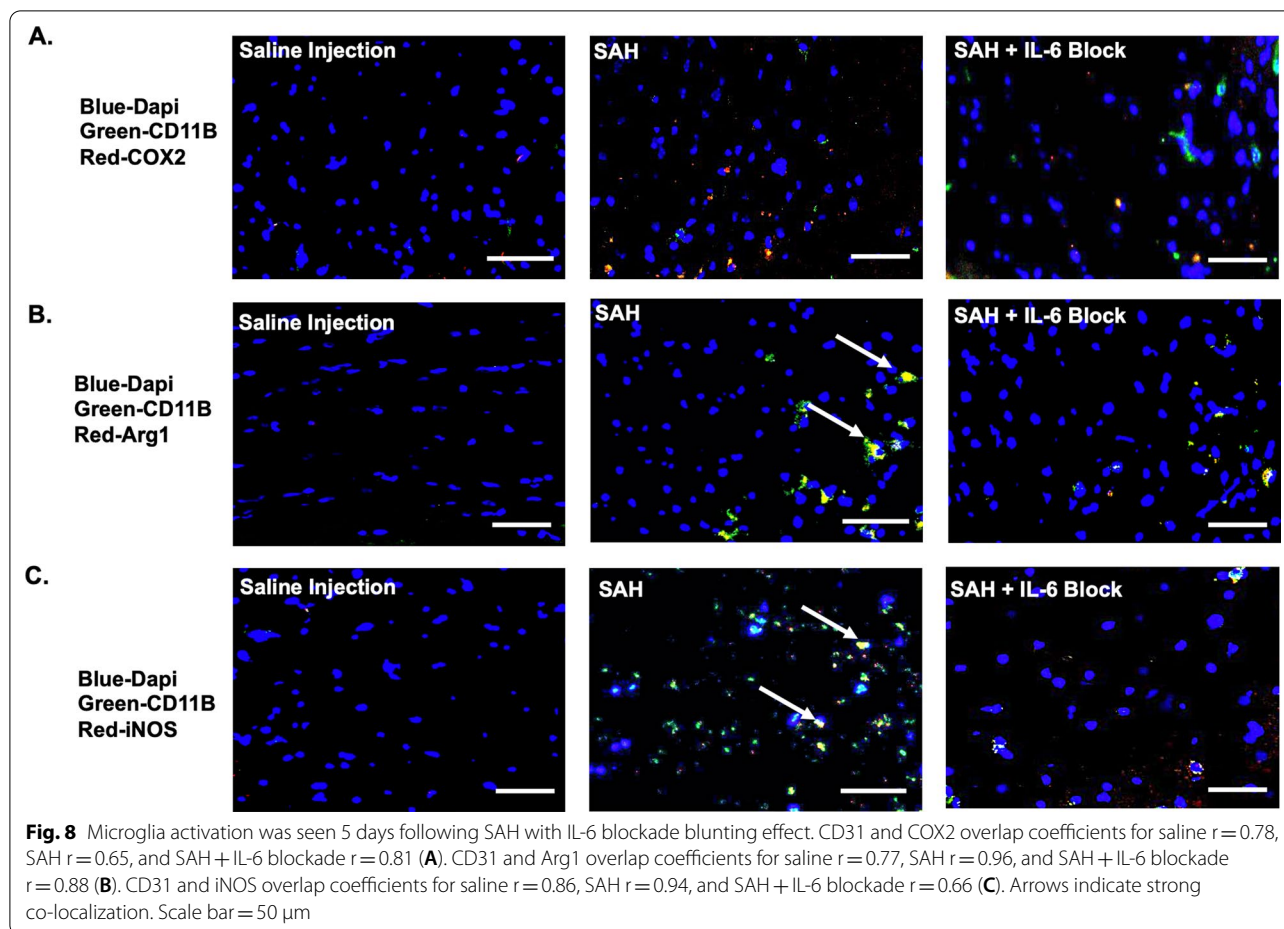 A.
Saline Injection
SAH
SAH + IL-6 Block
Blue-Dapi
Green-CD11B
Red-COX2
B.
Saline Injection
SAH
SAH + IL-6 Block
Blue-Dapi
Green-CD11B
Red-Arg1
C.
Saline Injection
SAH
SAH + IL-6 Block
Blue-Dapi
Green-CD11B
Red-iNOS
Fig. 8 Microglia activation was seen 5 days following SAH with IL-6 blockade blunting effect. CD31 and COX2 overlap coefficients for saline r = 0.78,
SAH r = 0.65, and SAH + IL-6 blockade r = 0.81 (A). CD31 and Arg1 overlap coefficients for saline r = 0.77, SAH r = 0.96, and SAH + IL-6 blockade
r = 0.88 (B). CD31 and iNOS overlap coefficients for saline r = 0.86, SAH r = 0.94, and SAH + IL-6 blockade r = 0.66 (C). Arrows indicate strong
co-localization. Scale bar = 50 μm